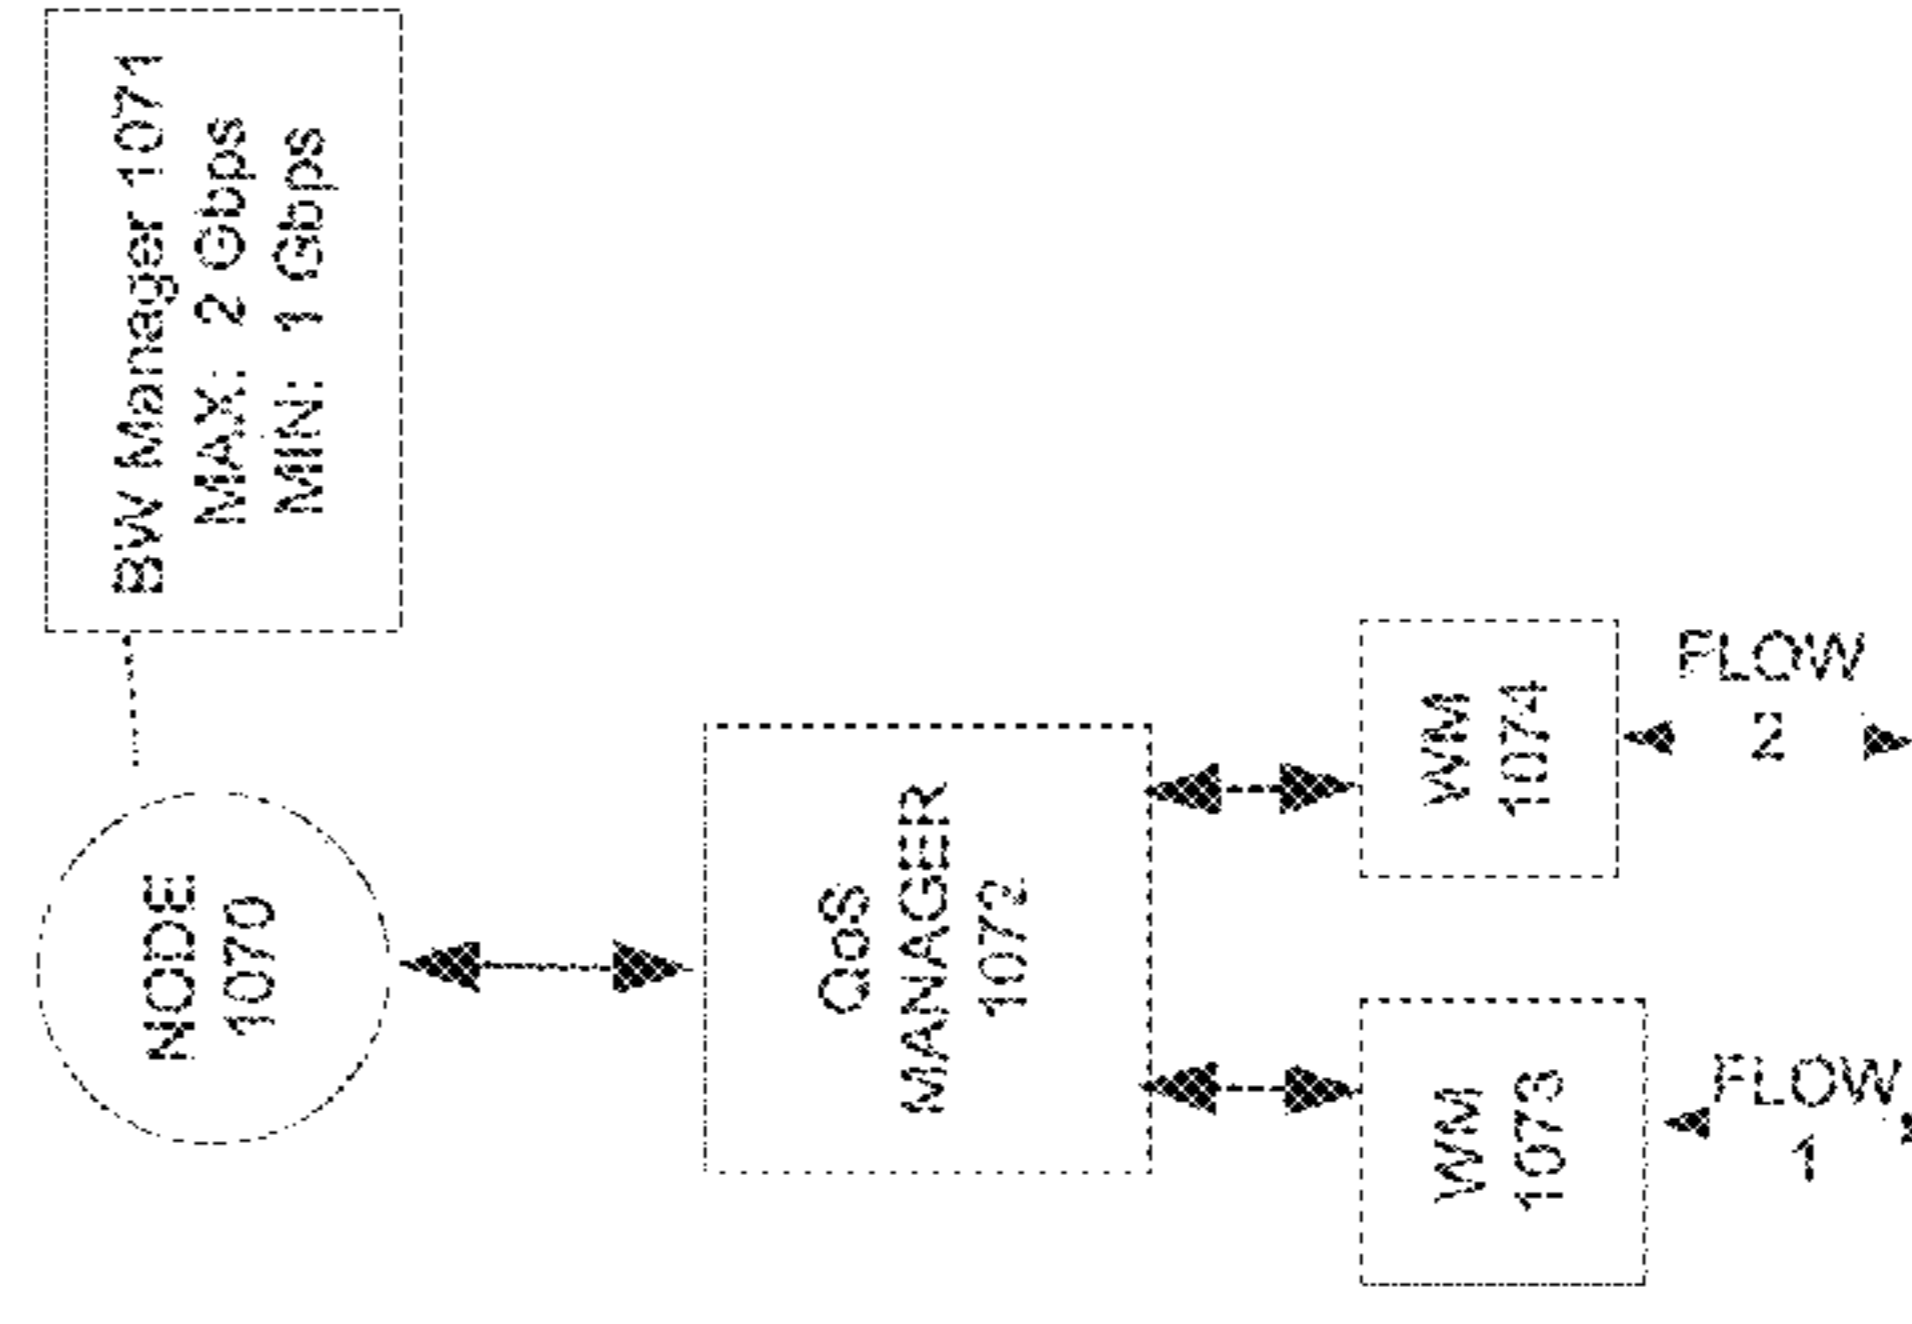 BW Manager 1071
MAX: 2 Gbps
MIN: 1 Gbps
NODE
1070
QoS
MANAGER
1072
WM
1074
FLOW
2
WM
1073
FLOW
1